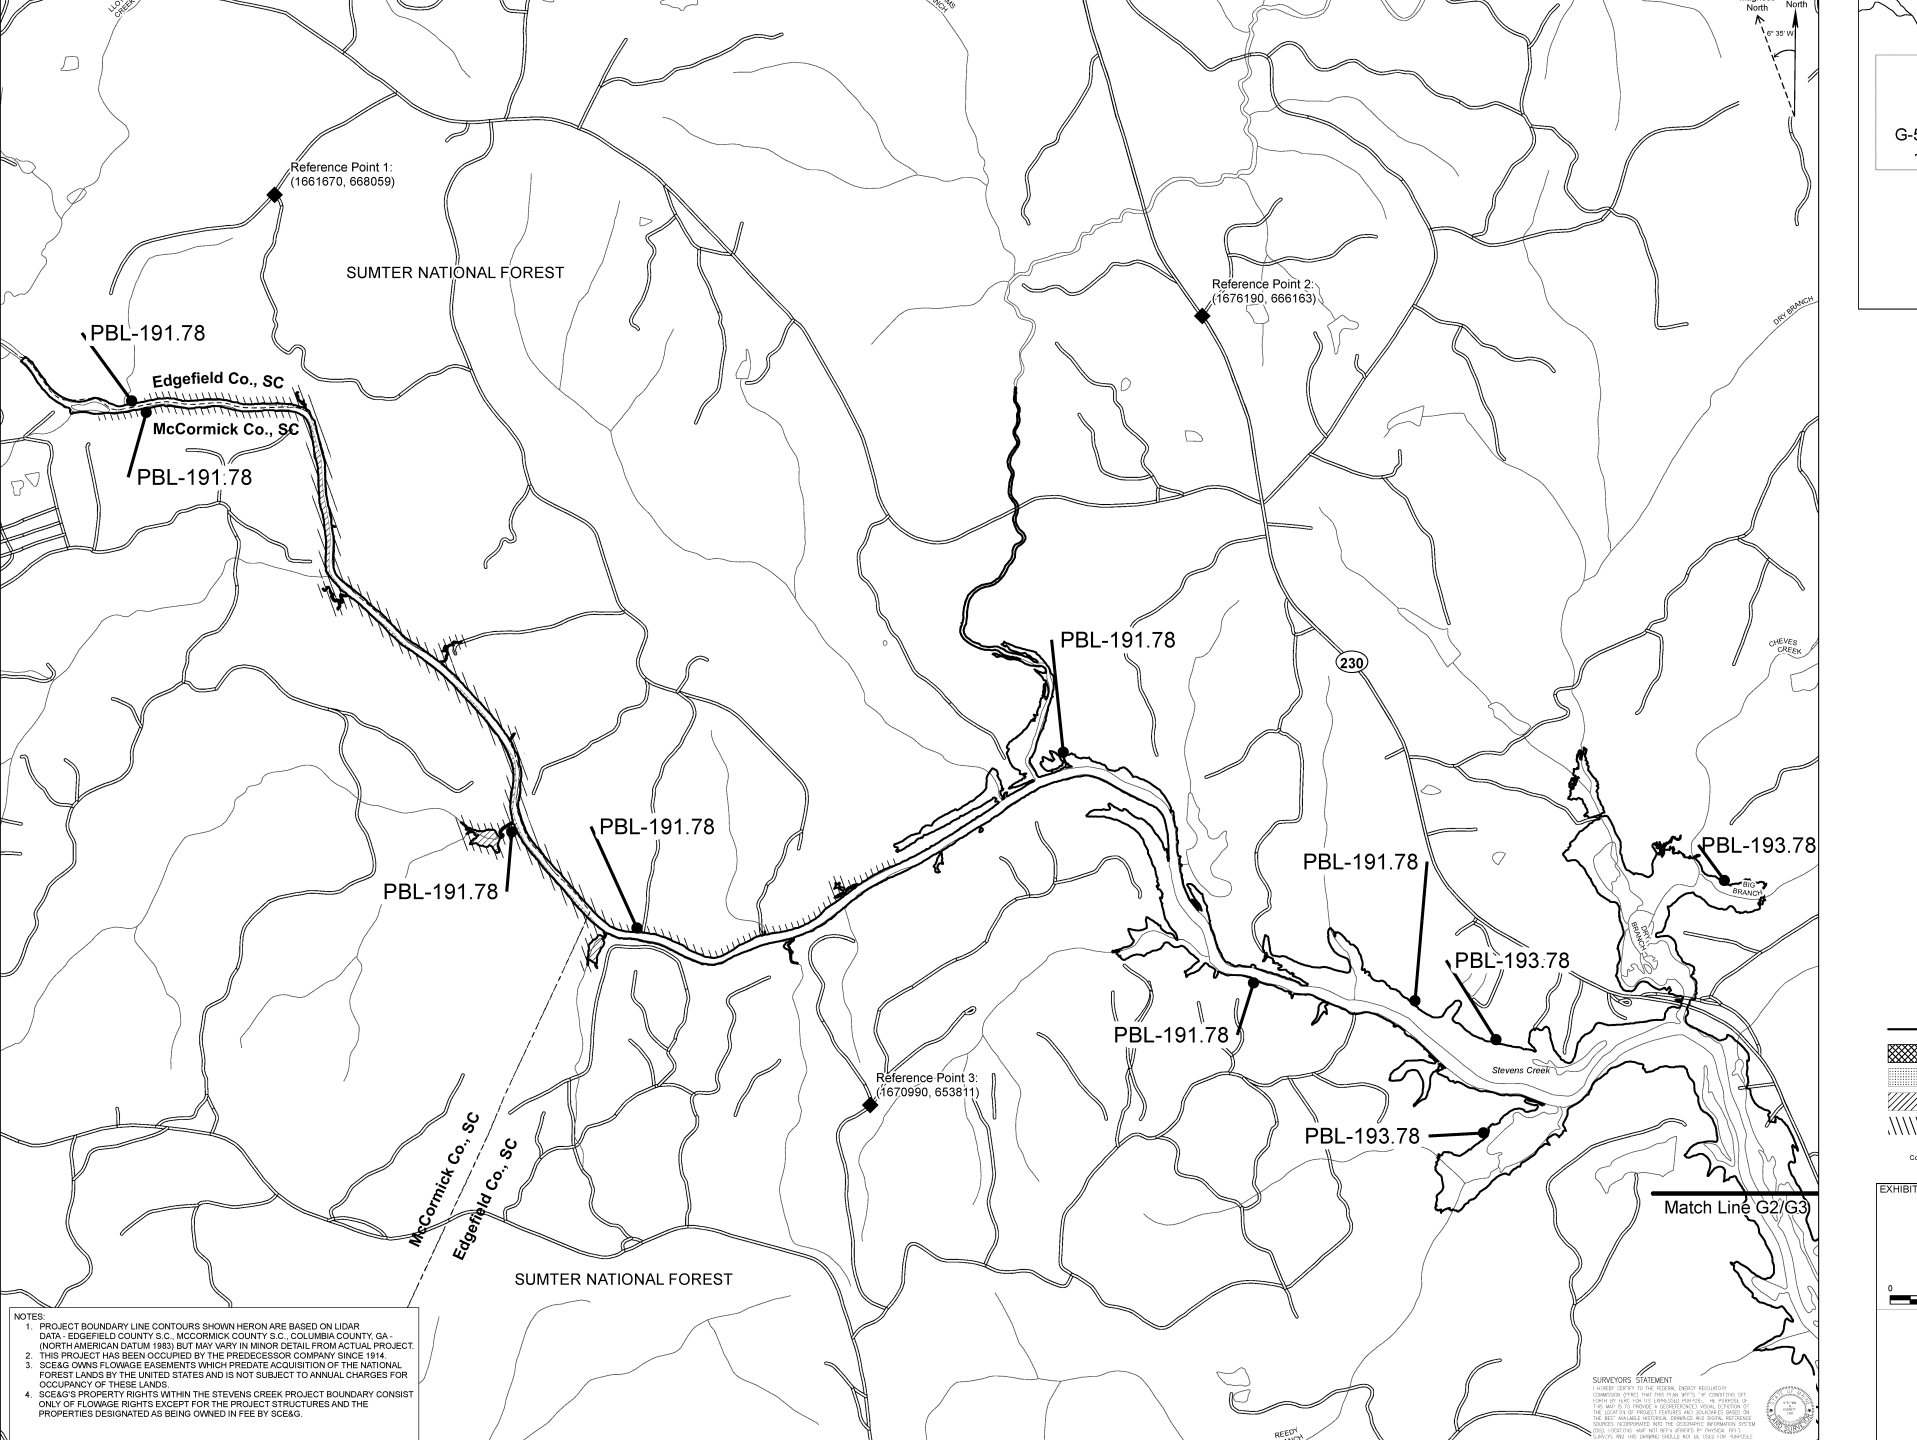 CREEK
North
North
6° 35' W
G-5
Reference Point 1:
(1661670, 668059)
SUMTER NATIONAL FOREST
Reference Point 2:
(1676190, 666163)
DRY BRANCH
PBL-191.78
Edgefield Co., SC
McCormick Co., SC
PBL-191.78
PBL-191.78
230
CHEVES
CREEK
PBL-191.78
PBL-191.78
PBL-193.78
PBL-191.78
BIG
BRANCH
DRY
BRANCH
PBL-193.78
PBL-191.78
Stevens Creek
Reference Point 3:
(1670990, 653811)
PBL-193.78
McCormick Co., SC
Edgefield Co., SC
EXHIBIT
Match Line G2/G3
SUMTER NATIONAL FOREST
0
NOTES:
1. PROJECT BOUNDARY LINE CONTOURS SHOWN HERON ARE BASED ON LIDAR
DATA - EDGEFIELD COUNTY S.C., MCCORMICK COUNTY S.C., COLUMBIA COUNTY, GA -
(NORTH AMERICAN DATUM 1983) BUT MAY VARY IN MINOR DETAIL FROM ACTUAL PROJECT.
2. THIS PROJECT HAS BEEN OCCUPIED BY THE PREDECESSOR COMPANY SINCE 1914.
3. SCE&G OWNS FLOWAGE EASEMENTS WHICH PREDATE ACQUISITION OF THE NATIONAL
FOREST LANDS BY THE UNITED STATES AND IS NOT SUBJECT TO ANNUAL CHARGES FOR
OCCUPANCY OF THESE LANDS.
4. SCE&G'S PROPERTY RIGHTS WITHIN THE STEVENS CREEK PROJECT BOUNDARY CONSIST
ONLY OF FLOWAGE RIGHTS EXCEPT FOR THE PROJECT STRUCTURES AND THE
PROPERTIES DESIGNATED AS BEING OWNED IN FEE BY SCE&G.
SURVEYORS STATEMENT
I HEREBY CERTIFY TO THE FEDERAL ENERGY REGULATORY
REEDY